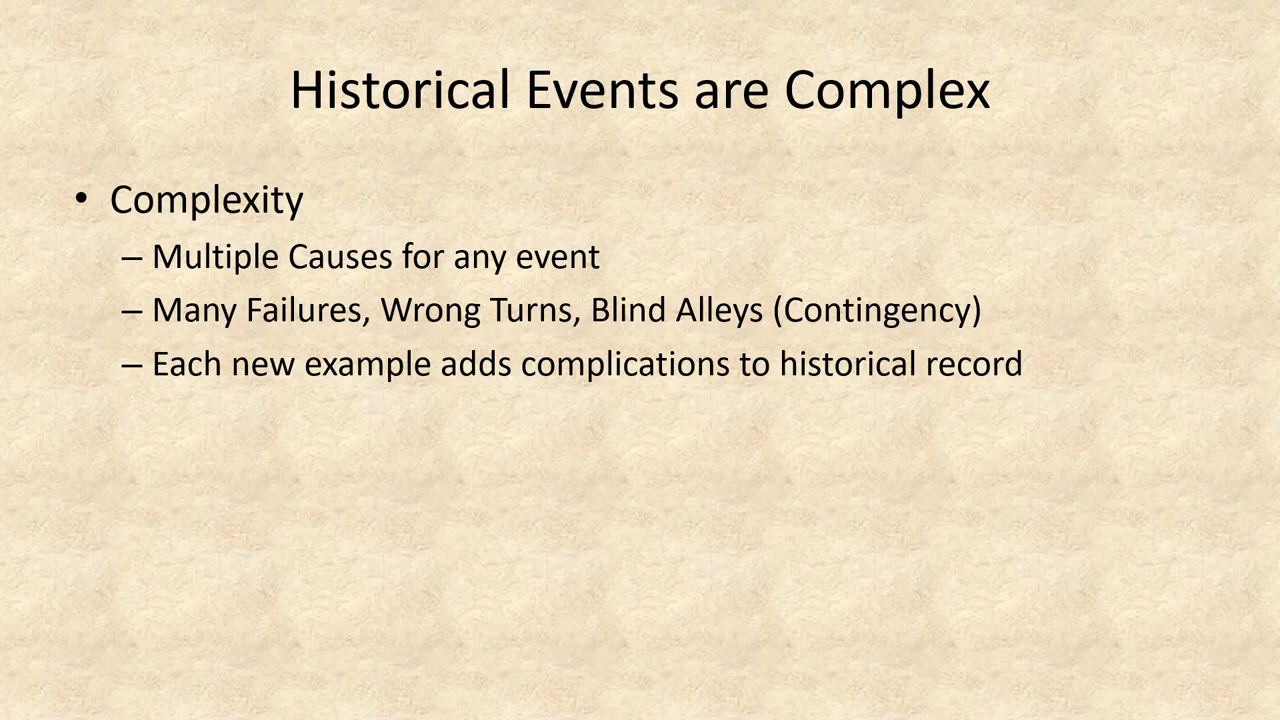 Historical Events are Complex
• Complexity
– Multiple Causes for any event
– Many Failures, Wrong Turns, Blind Alleys (Contingency)
– Each new example adds complications to historical record